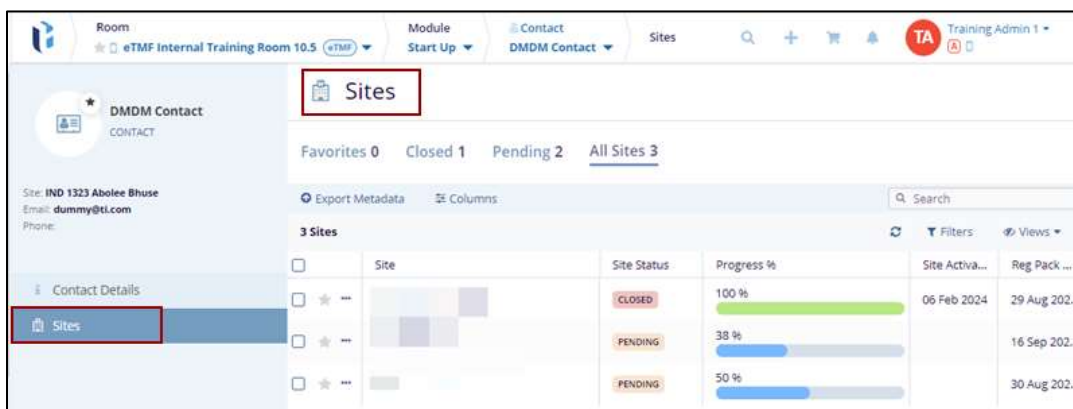 Room
eTMF Internal Training Room 10.5 eTMF
Module
Start Up
Contact
DMDM Contact
Sites
TA
Training Admin 1
A
DMDM Contact
CONTACT
Site: IND 1323 Abolee Bhuse
Email: dummy@ti.com
Phone:
Contact Details
Sites
Sites
Favorites 0 Closed 1 Pending 2 All Sites 3
Export Metadata Columns Search
3 Sites Filters Views
Site Site Status Progress % Site Activa... Reg Pack ...
CLOSED 100 % 06 Feb 2024 29 Aug 202.
PENDING 38 % 16 Sep 202.
PENDING 50 % 30 Aug 202.